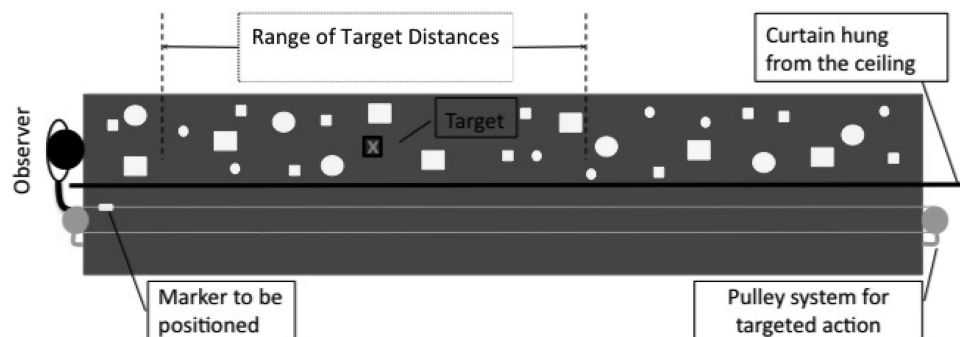 Range of Target Distances
Curtain hung
from the ceiling
Target
X
Observer
Marker to be
positioned
Pulley system for
targeted action